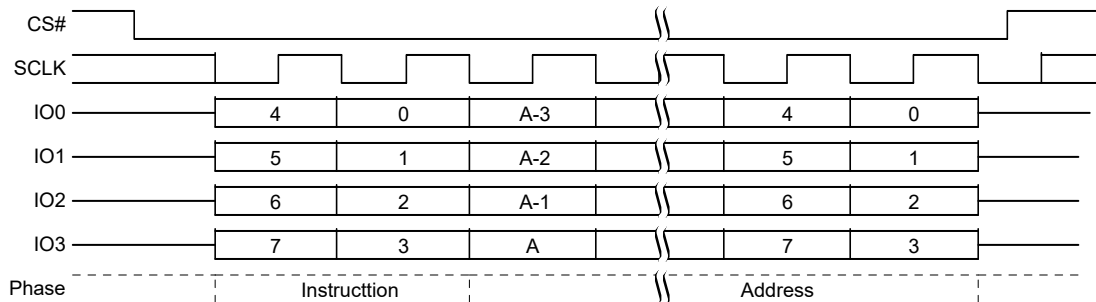 CS#
SCLK
IO0 4 0 A-3 4 0
IO1 5 1 A-2 5 1
IO2 6 2 A-1 6 2
IO3 7 3 A 7 3
Phase Instructtion Address